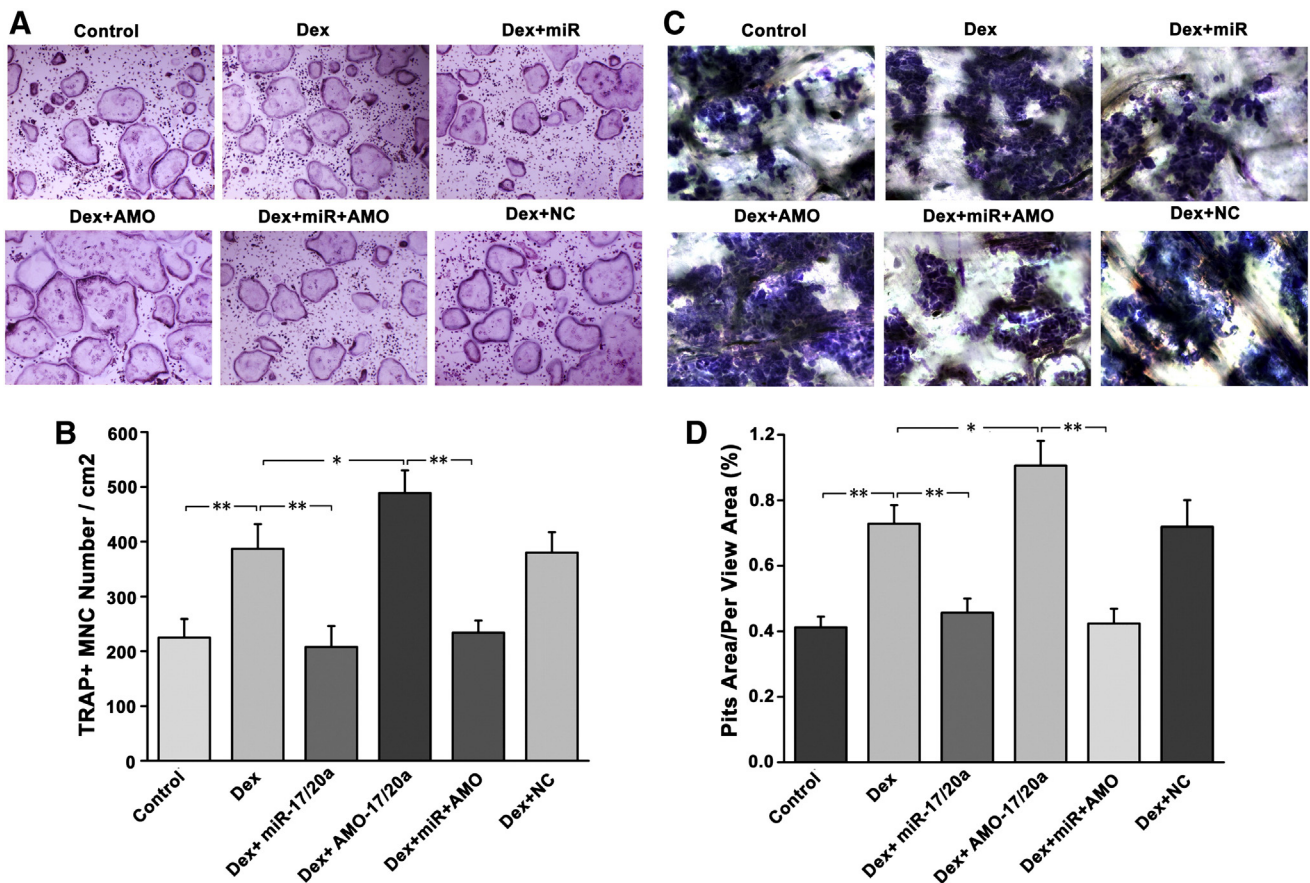 A
Control
Dex
Dex+miR
Dex+AMO
Dex+miR+AMO
Dex+NC
C
Control
Dex
Dex+miR
Dex+AMO
Dex+miR+AMO
Dex+NC
B
TRAP+ MNC Number / cm2
600
500
400
300
200
100
0
**
**
*
**
Control
Dex
Dex+ miR-17/20a
Dex+ AMO-17/20a
Dex+miR+AMO
Dex+NC
D
Pits Area/Per View Area (%)
1.2
0.8
0.6
0.4
0.2
0.0
**
**
*
**
Control
Dex
Dex+ miR-17/20a
Dex+ AMO-17/20a
Dex+miR+AMO
Dex+NC